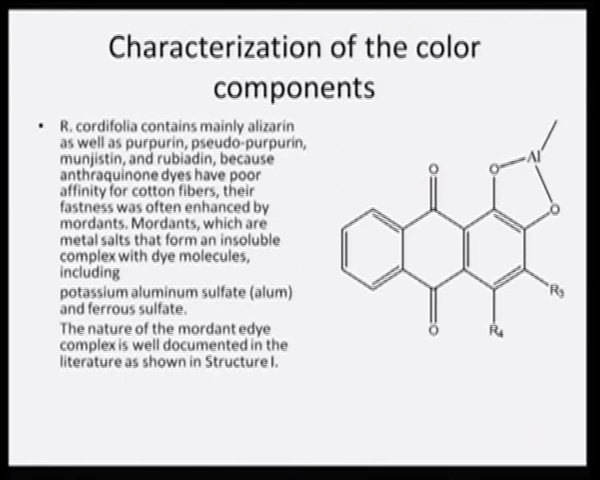 Characterization of the color
components
• R. cordifolia contains mainly alizarin
as well as purpurin, pseudo-purpurin,
munjistin, and rubiadin, because
anthraquinone dyes have poor
affinity for cotton fibers, their
fastness was often enhanced by
mordants. Mordants, which are
metal salts that form an insoluble
complex with dye molecules,
including
potassium aluminum sulfate (alum)
and ferrous sulfate.
The nature of the mordant edye
complex is well documented in the
literature as shown in Structure I.
Al
O
O
O
R3
R4
O